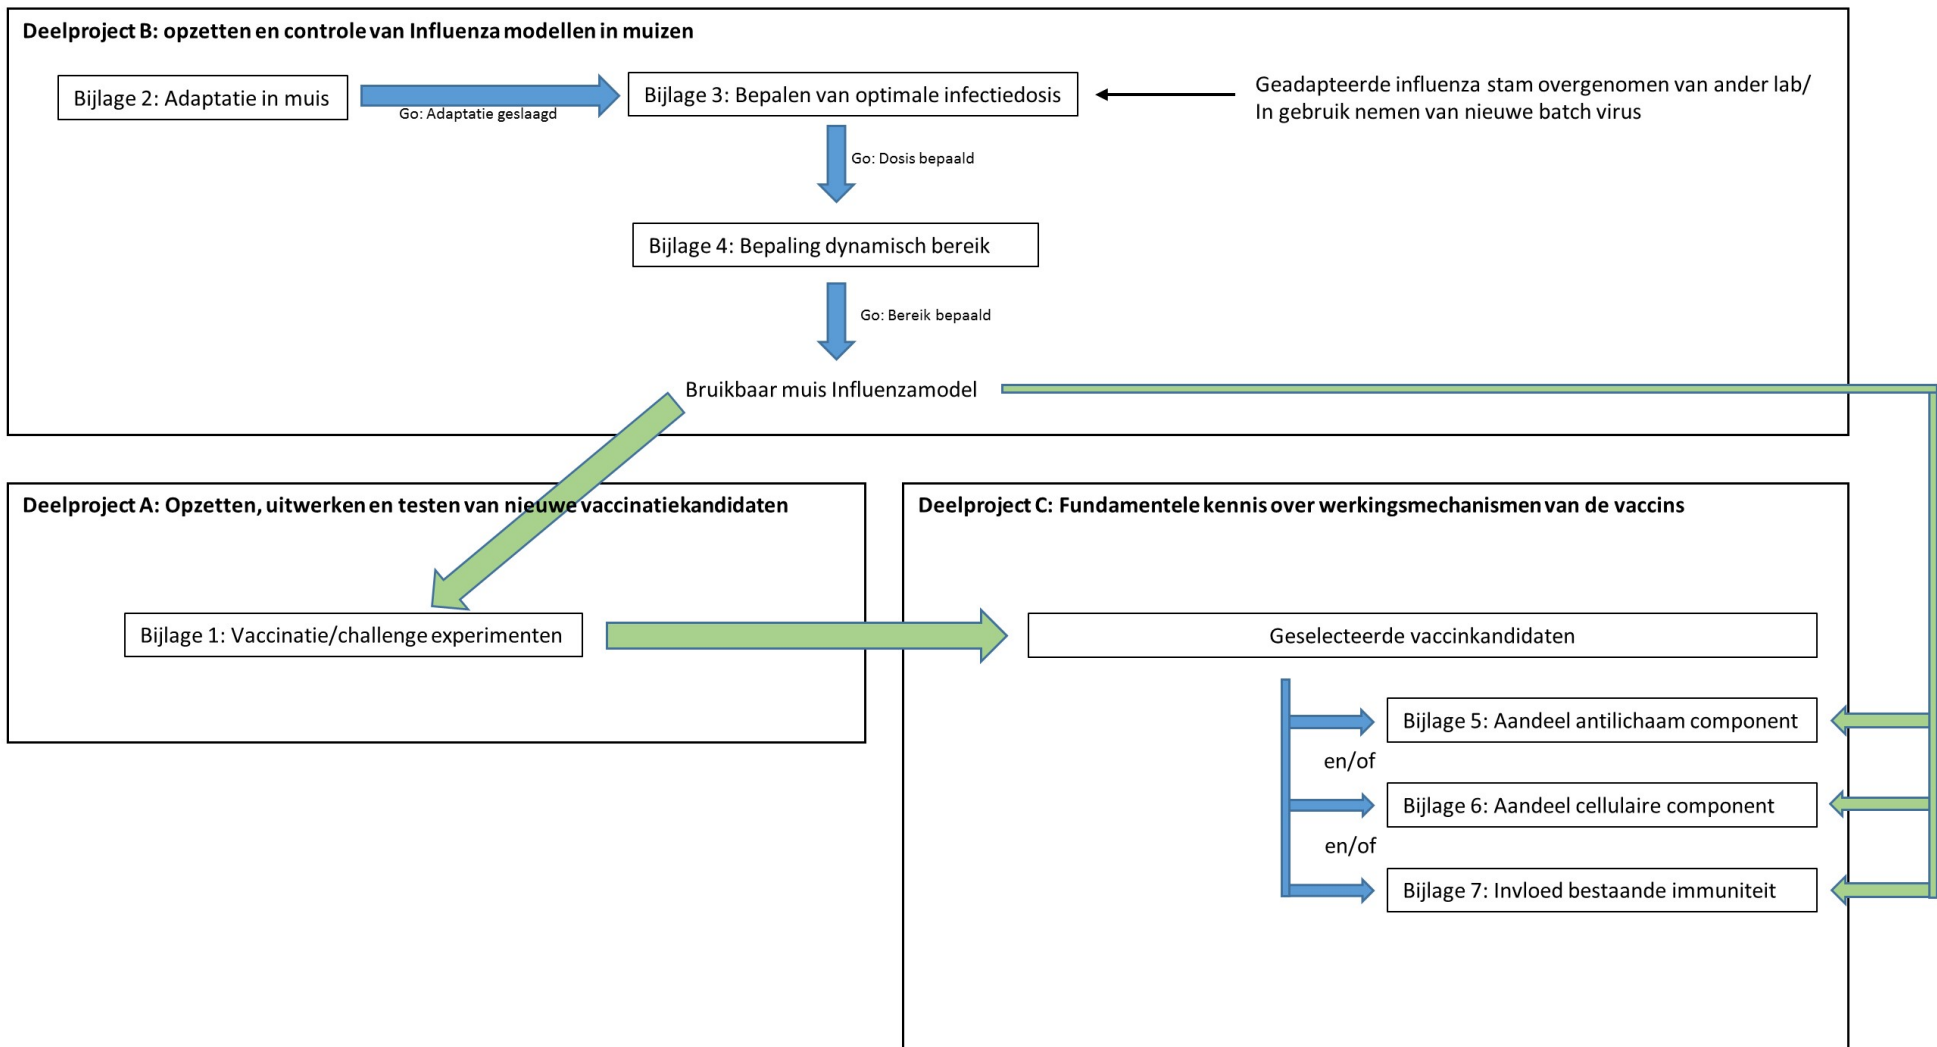 Deelproject B: opzetten en controle van Influenza modellen in muizen
Bijlage 2: Adaptatie in muis
Go: Adaptatie geslaagd
Bijlage 3: Bepalen van optimale infectiedosis
Geadapteerde influenza stam overgenomen van ander lab/
In gebruik nemen van nieuwe batch virus
Go: Dosis bepaald
Bijlage 4: Bepaling dynamisch bereik
Go: Bereik bepaald
Bruikbaar muis Influenzamodel
Deelproject A: Opzetten, uitwerken en testen van nieuwe vaccinatiekandidaten
Bijlage 1: Vaccinatie/challenge experimenten
Deelproject C: Fundamentele kennis over werkingsmechanismen van de vaccins
Geselecteerde vaccinkandidaten
Bijlage 5: Aandeel antilichaam component
en/of
Bijlage 6: Aandeel cellulaire component
en/of
Bijlage 7: Invloed bestaande immuniteit